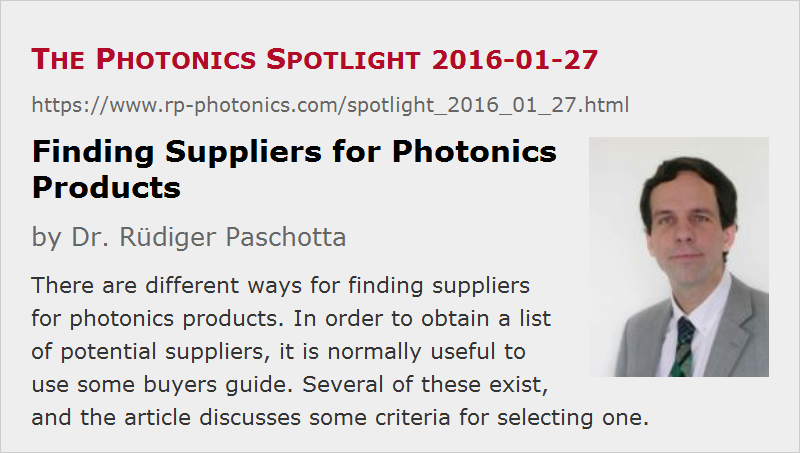 The Photonics Spotlight 2016-01-27
https://www.rp-photonics.com/spotlight_2016_01_27.html
Finding Suppliers for Photonics
Products
by Dr. Rüdiger Paschotta
There are different ways for finding suppliers
for photonics products. In order to obtain a list
of potential suppliers, it is normally useful to
use some buyers guide. Several of these exist,
and the article discusses some criteria for selecting one.